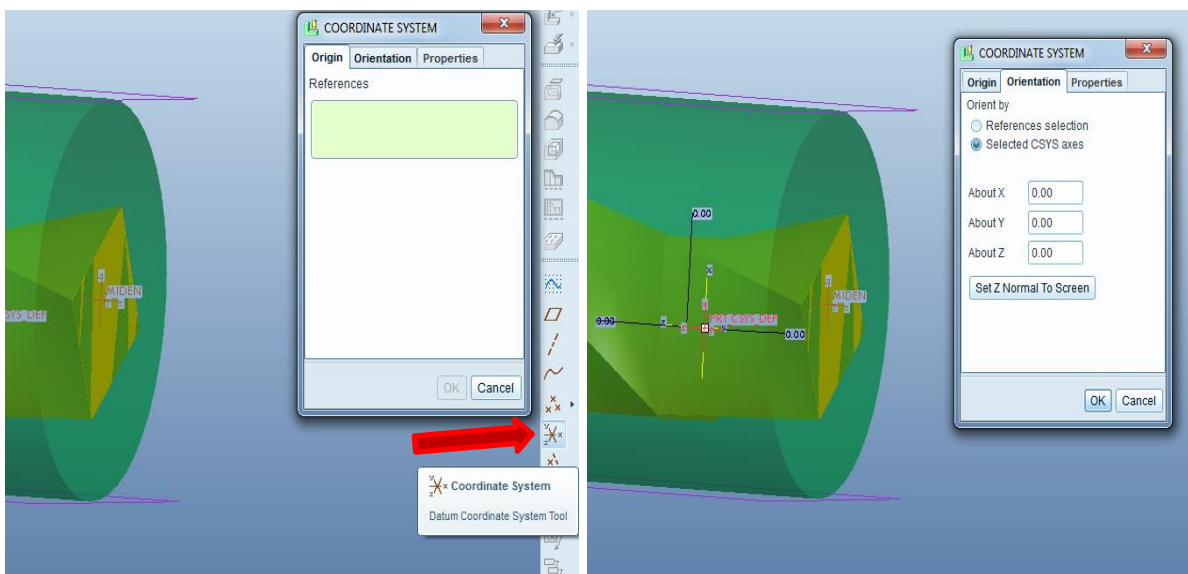 COORDINATE SYSTEM
Origin Orientation Properties
References
OK Cancel
MIDEN
SYS_DEF
Coordinate System
Datum Coordinate System Tool
COORDINATE SYSTEM
Origin Orientation Properties
Orient by
References selection
Selected CSYS axes
About X 0.00
About Y 0.00
About Z 0.00
Set Z Normal To Screen
OK Cancel
0.00
x
MIDEN
PRT_CSYS_DEF
0.00 z
0.00